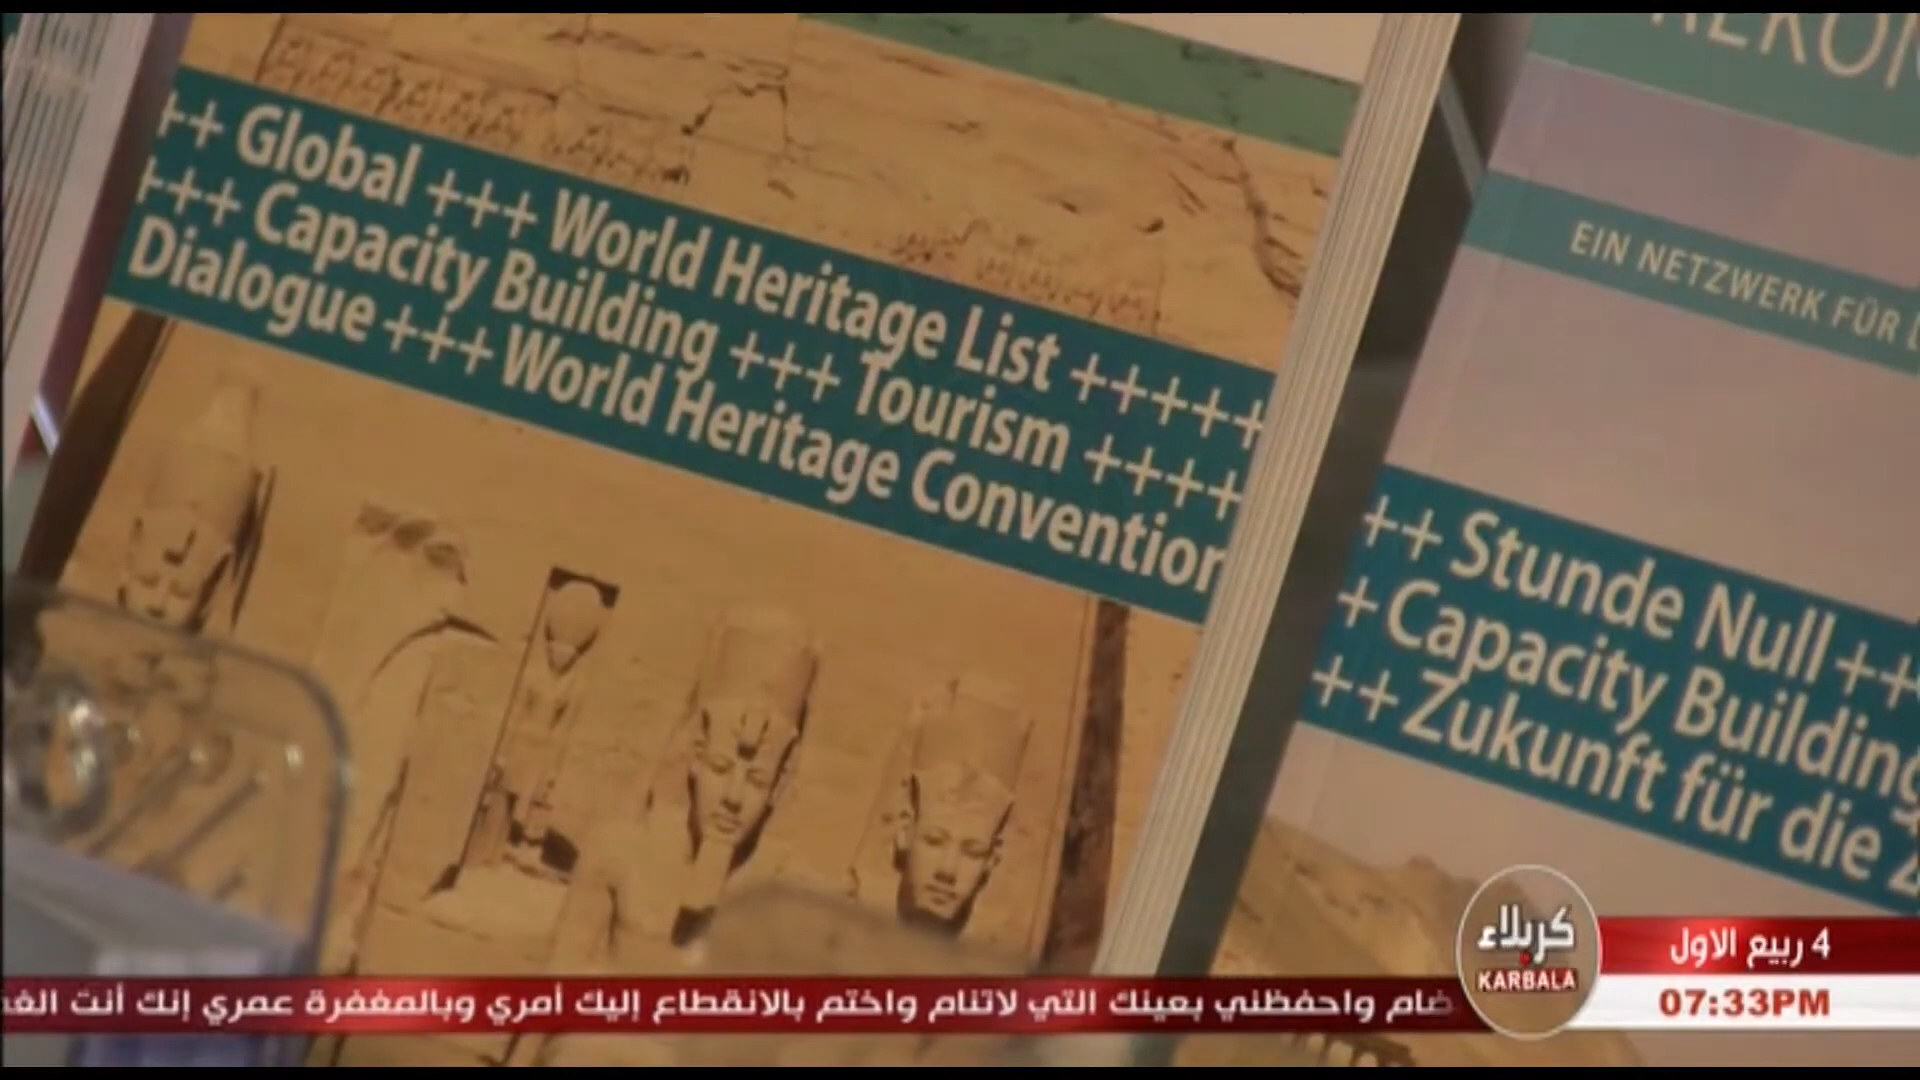 ++ Global +++ World Heritage List +++++
+++ Capacity Building +++ Tourism ++++
Dialogue +++ World Heritage Convention
EIN NETZWERK FÜR
++ Stunde Null ++
+ Capacity Building
++ Zukunft für die
كربلاء
KARBALA
4 ربيع الاول
07:33PM
واحفظني بعينك التي لاتنام واختم بالانقطاع إليك أمري وبالمغفرة عمري إنك أنت